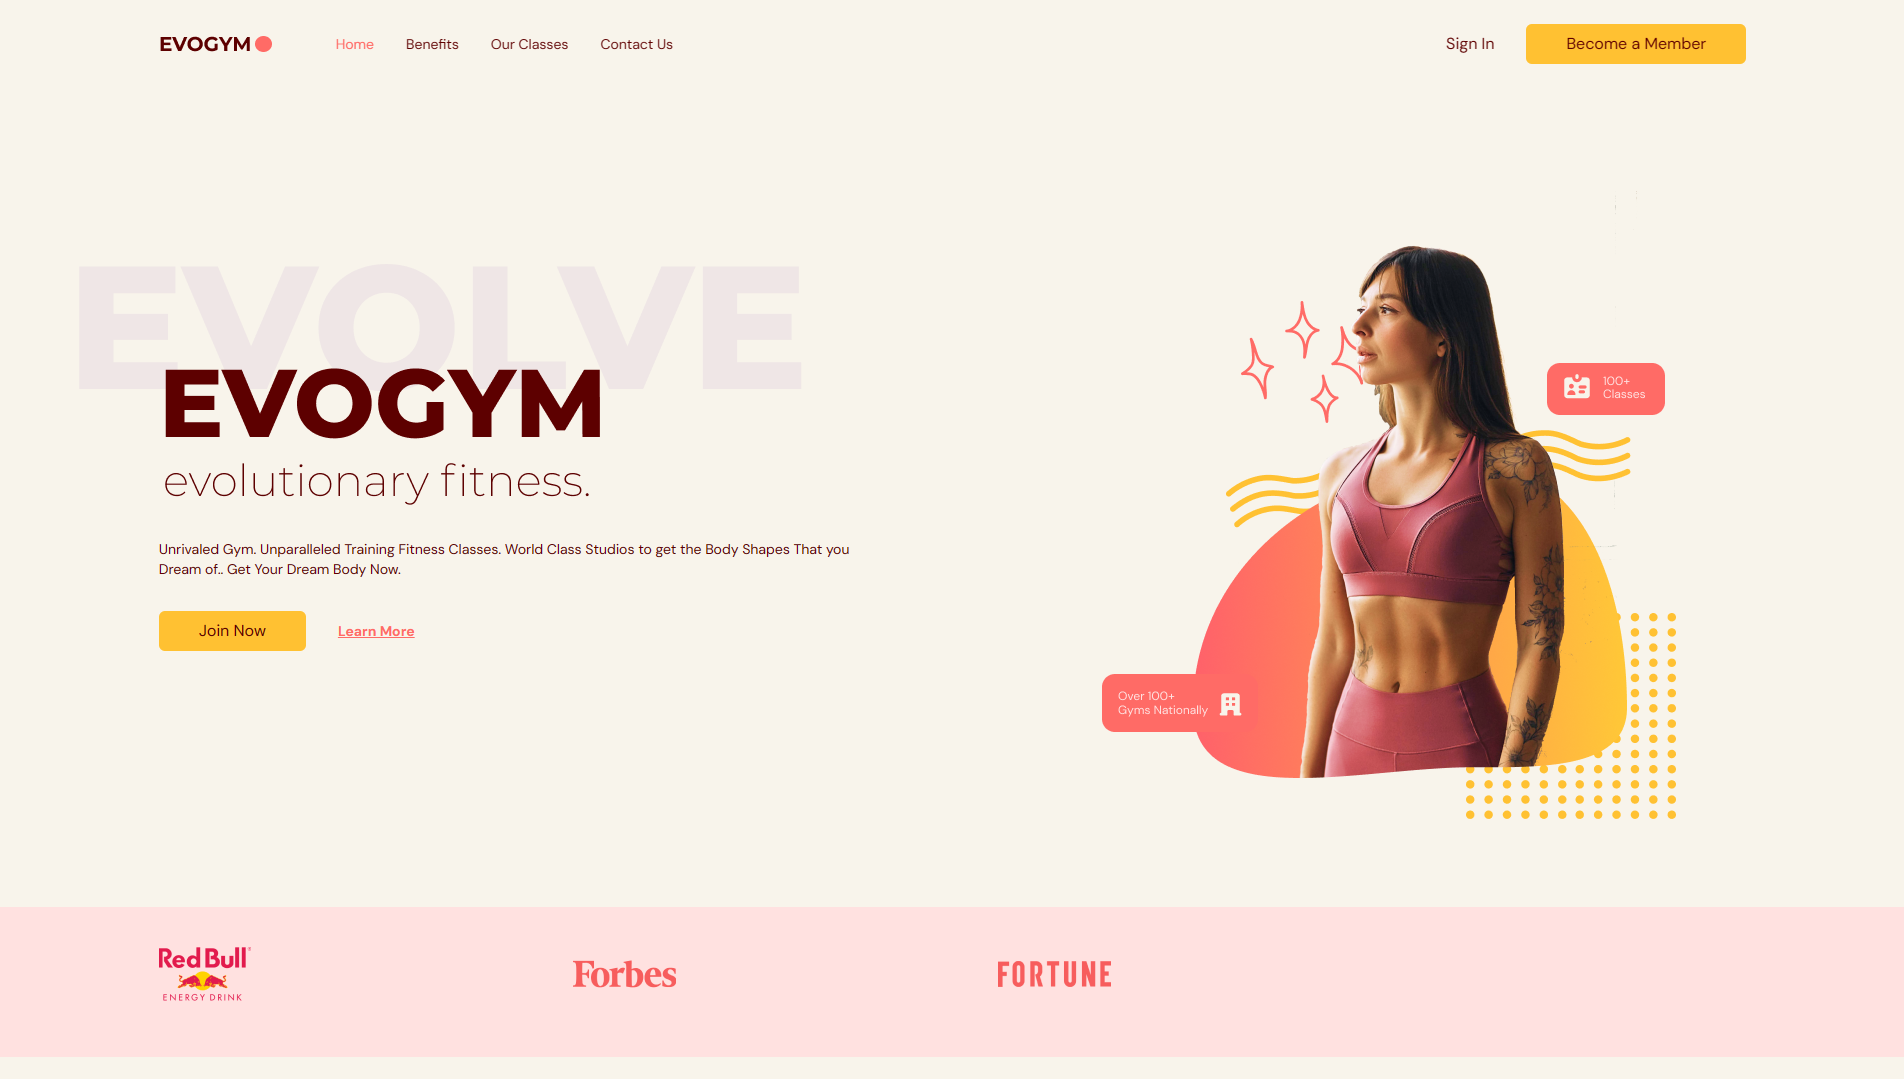 EVOGYM
Home
Benefits
Our Classes
Contact Us
Sign In
Become a Member
EVOLVE
EVOGYM
evolutionary fitness.
Unrivaled Gym. Unparalleled Training Fitness Classes. World Class Studios to get the Body Shapes That you
Dream of.. Get Your Dream Body Now.
Join Now
Learn More
100+
Classes
Over 100+
Gyms Nationally
Red Bull
ENERGY DRINK
Forbes
FORTUNE